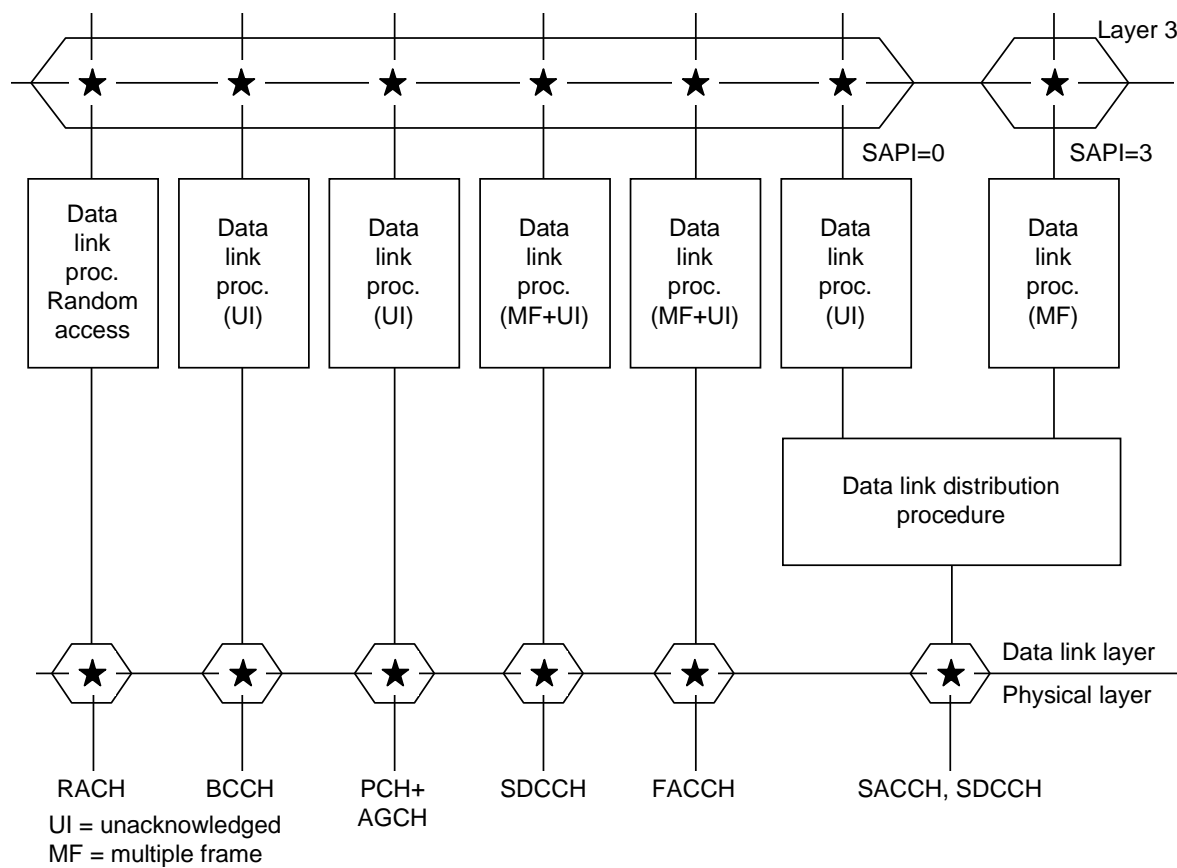 Layer 3
SAPI=0
SAPI=3
Data
link
proc.
Random
access
Data
link
proc.
(UI)
Data
link
proc.
(UI)
Data
link
proc.
(MF+UI)
Data
link
proc.
(MF+UI)
Data
link
proc.
(UI)
Data
link
proc.
(MF)
Data link distribution
procedure
Data link layer
Physical layer
RACH
BCCH
PCH+
AGCH
SDCCH
FACCH
SACCH, SDCCH
UI = unacknowledged
MF = multiple frame